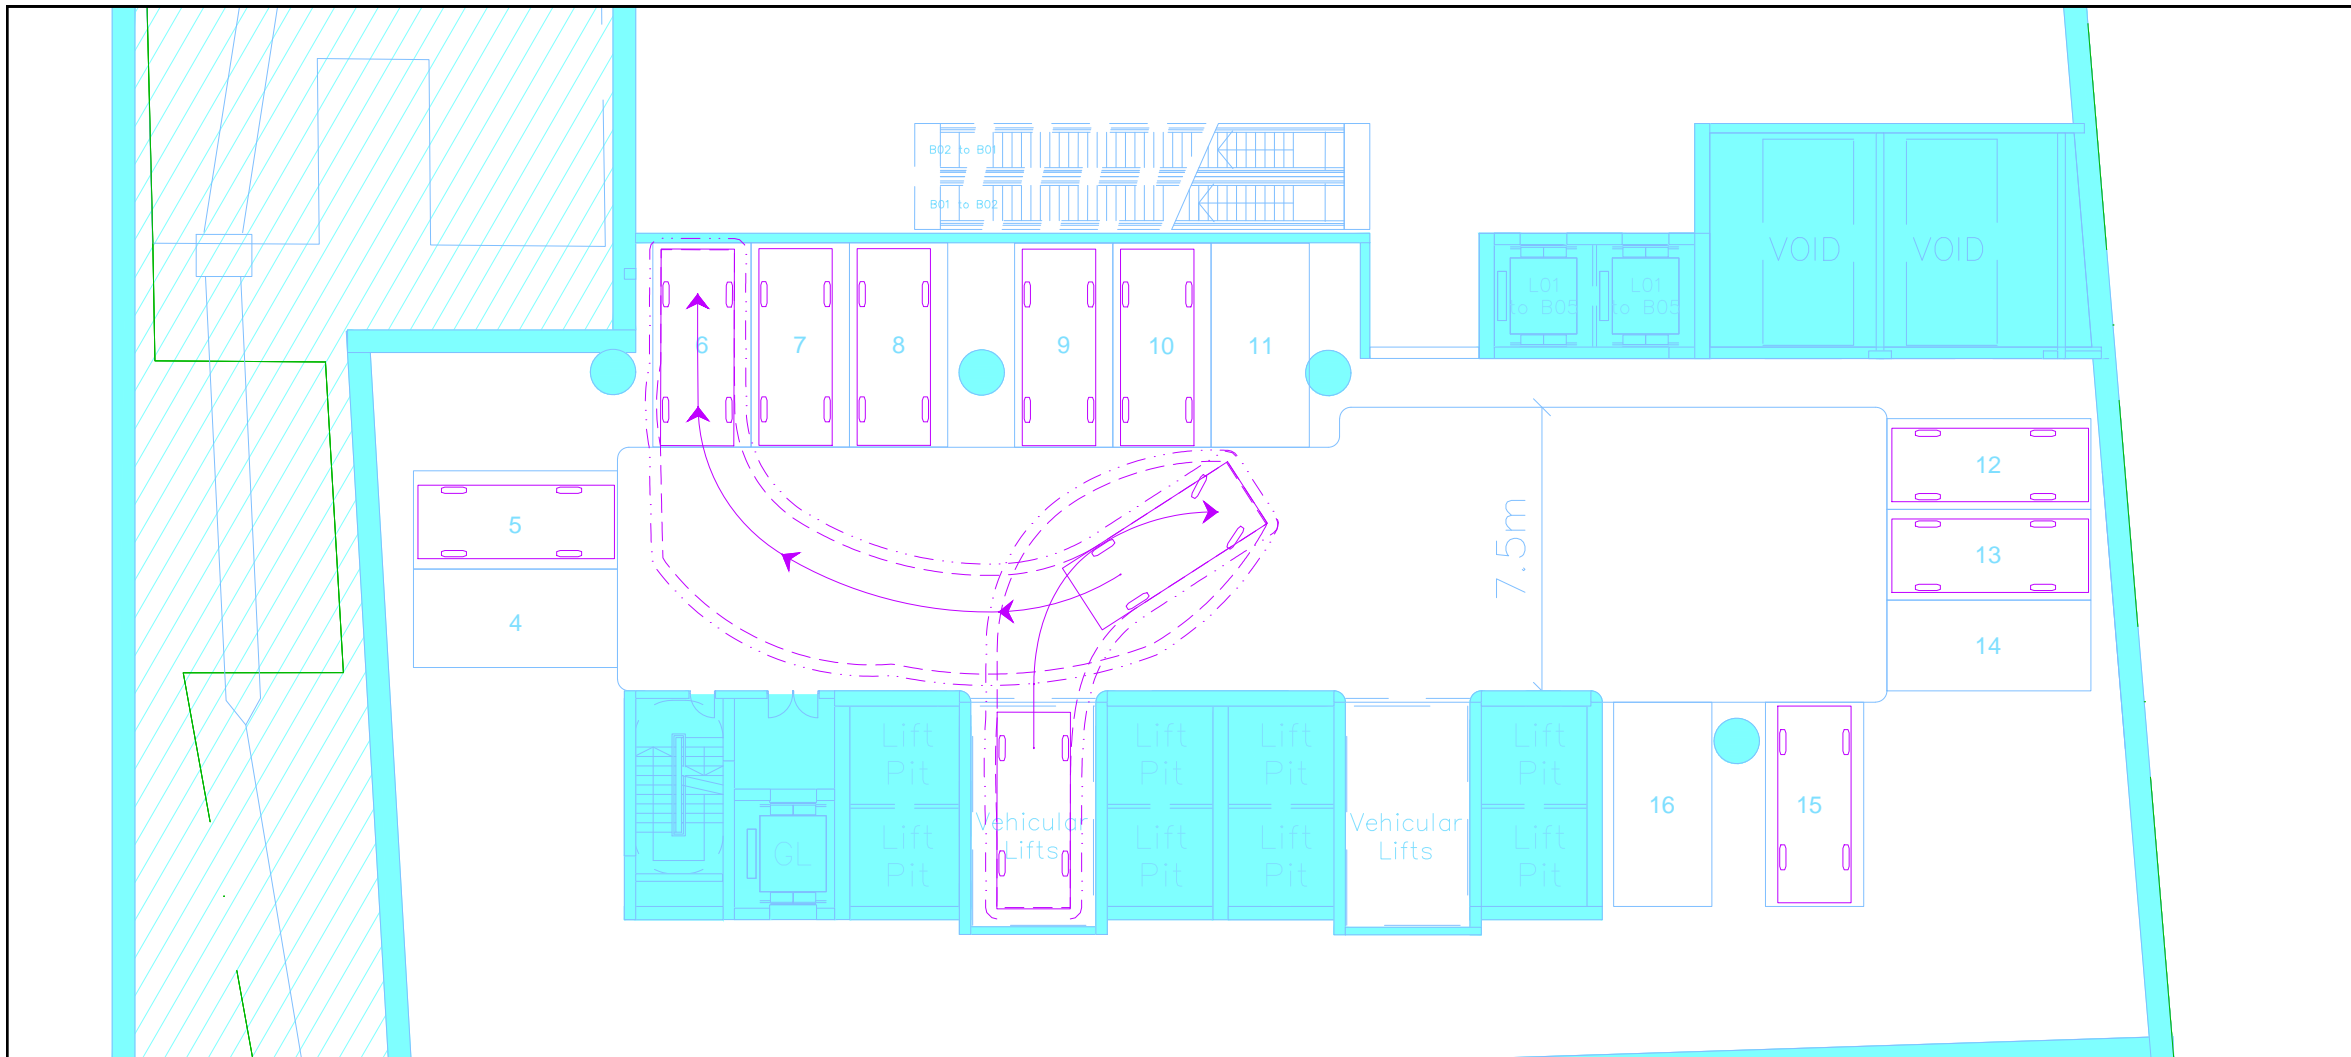 B02 to B01
B01 to B02
VOID
VOID
L01
to B05
L01
to B05
6
7
8
9
10
11
12
5
13
7.5m
4
14
Lift
Pit
Lift
Pit
Lift
Pit
Lift
Pit
16
15
Vehicular
Lifts
Vehicular
Lifts
GL
Lift
Pit
Lift
Pit
Lift
Pit
Lift
Pit